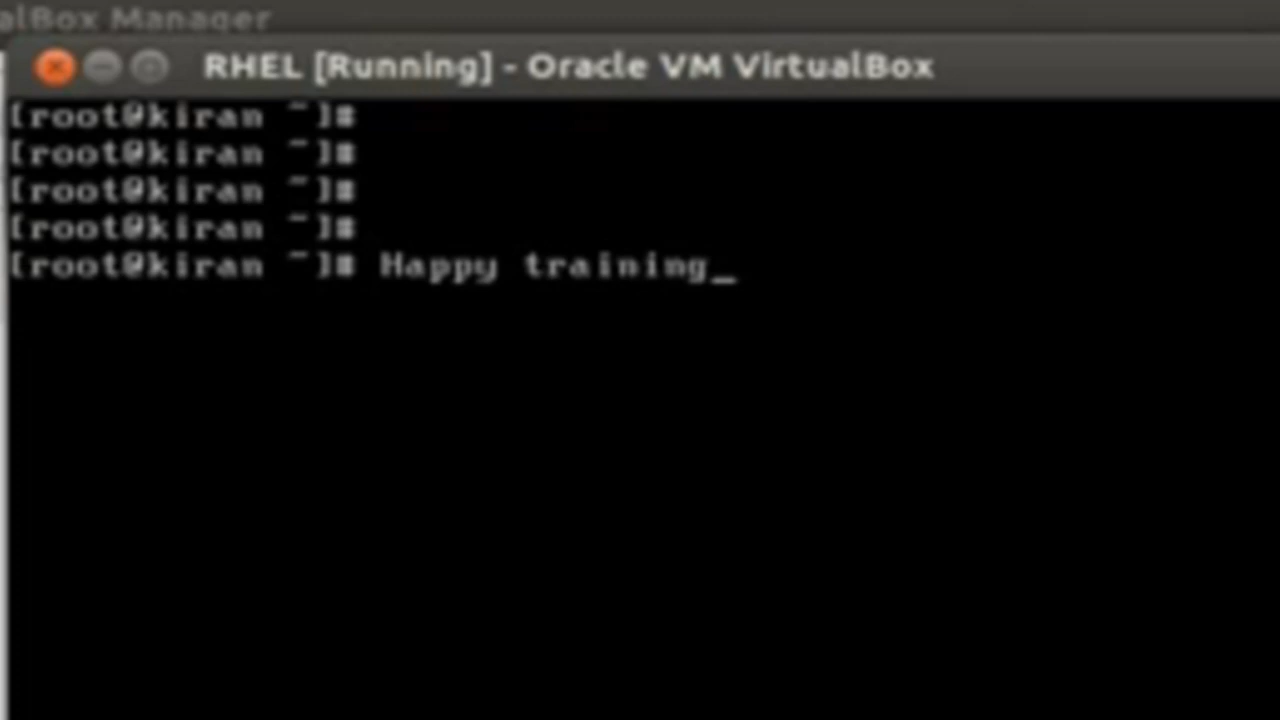 alBox Manager
RHEL [Running] - Oracle VM VirtualBox
[root@kiran ~]#
[root@kiran ~]#
[root@kiran ~]#
[root@kiran ~]#
[root@kiran ~]# Happy training_